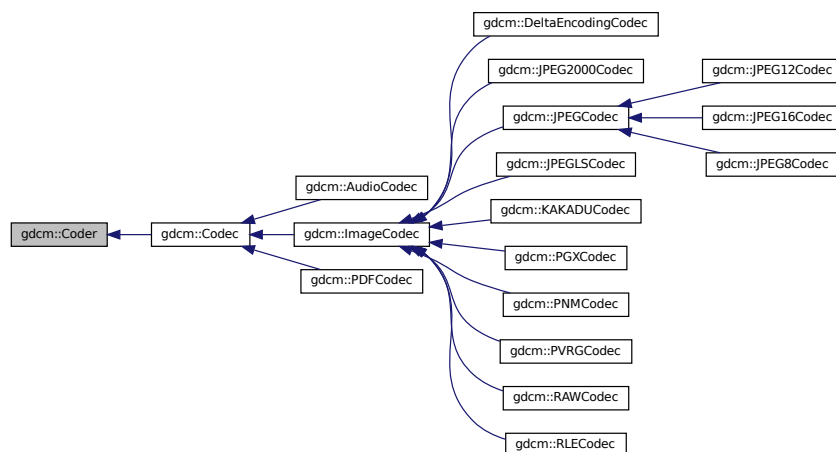 gdcm::DeltaEncodingCodec
gdcm::JPEG2000Codec
gdcm::JPEG12Codec
gdcm::JPEGCodec
gdcm::JPEG16Codec
gdcm::JPEGLSCodec
gdcm::JPEG8Codec
gdcm::AudioCodec
gdcm::KAKADUCodec
gdcm::Coder
gdcm::Codec
gdcm::ImageCodec
gdcm::PGXCodec
gdcm::PDFCodec
gdcm::PNMCodec
gdcm::PVRGCodec
gdcm::RAWCodec
gdcm::RLECodec